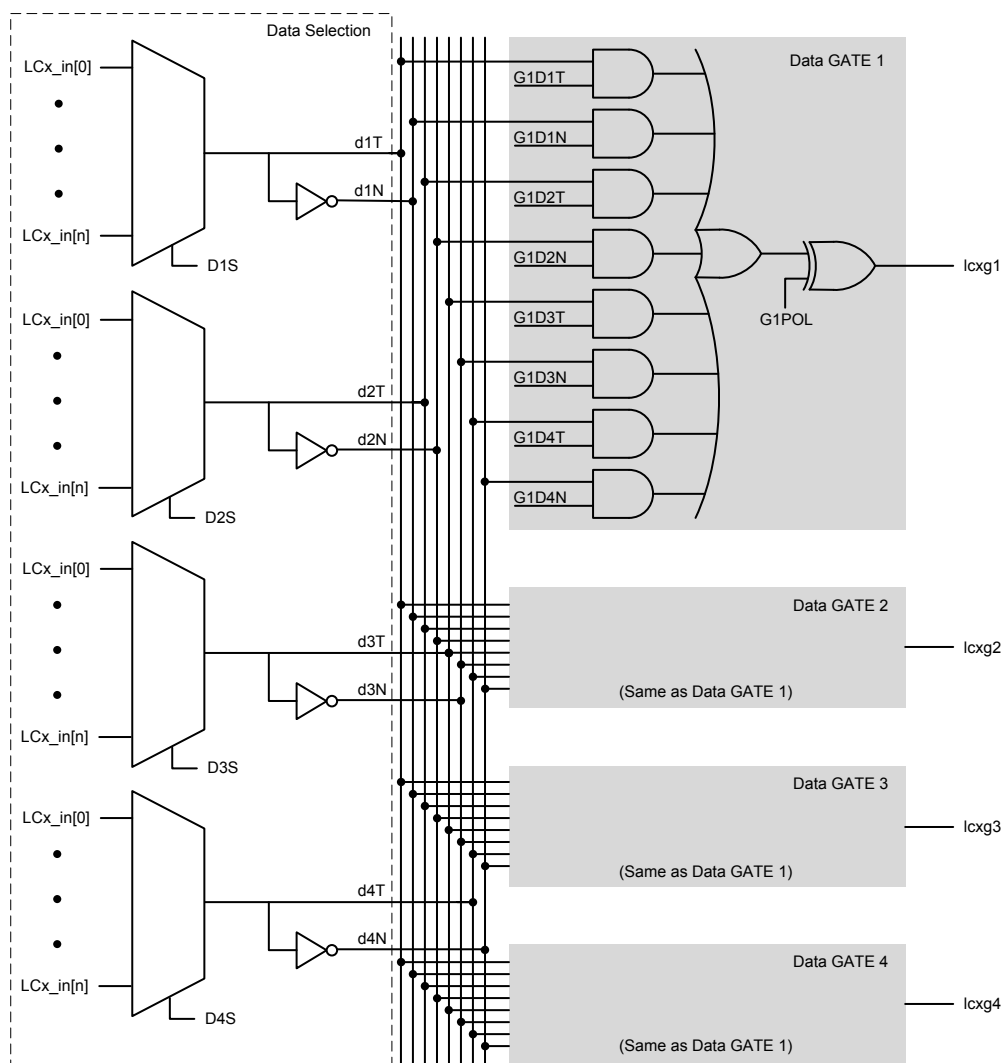 Data Selection
LCx_in[0]
LCx_in[n]
D1S
d1T
d1N
LCx_in[0]
LCx_in[n]
D2S
d2T
d2N
LCx_in[0]
LCx_in[n]
D3S
d3T
d3N
LCx_in[0]
LCx_in[n]
D4S
d4T
d4N
Data GATE 1
G1D1T
G1D1N
G1D2T
G1D2N
G1D3T
G1D3N
G1D4T
G1D4N
G1POL
lcxg1
Data GATE 2
(Same as Data GATE 1)
lcxg2
Data GATE 3
(Same as Data GATE 1)
lcxg3
Data GATE 4
(Same as Data GATE 1)
lcxg4